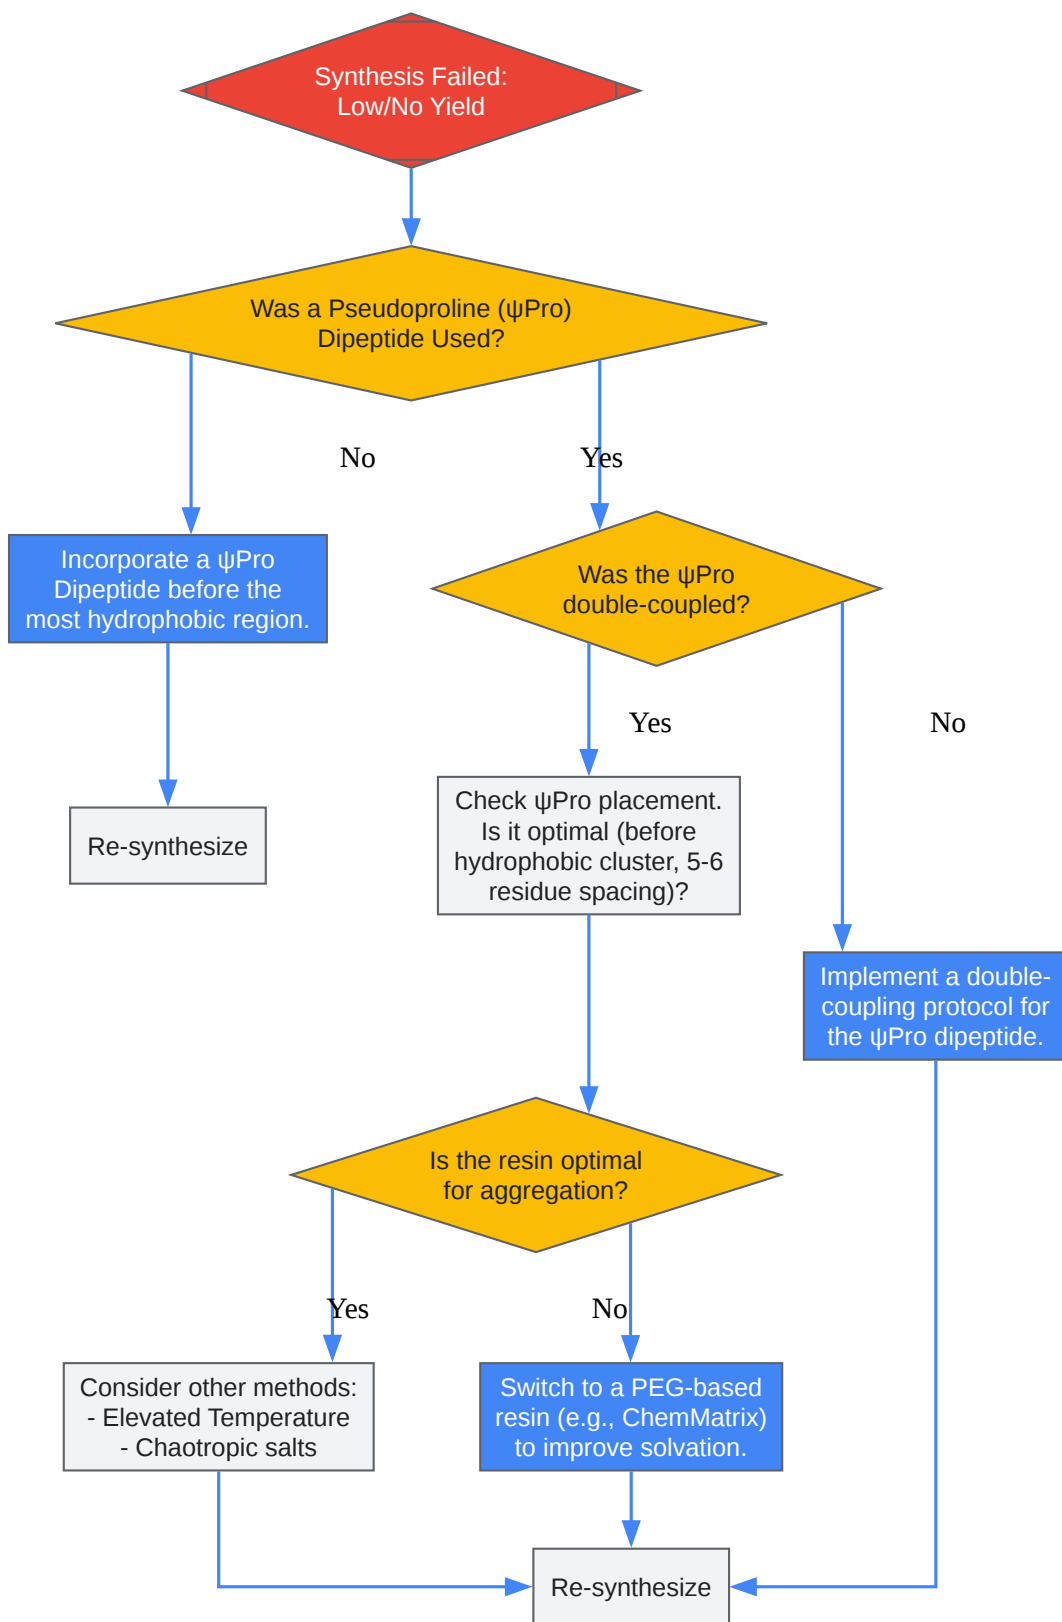 Synthesis Failed:
Low/No Yield
Was a Pseudoproline (ψPro)
Dipeptide Used?
No
Yes
Incorporate a ψPro
Dipeptide before the
most hydrophobic region.
Was the ψPro
double-coupled?
Yes
No
Re-synthesize
Check ψPro placement.
Is it optimal (before
hydrophobic cluster, 5-6
residue spacing)?
Implement a double-
coupling protocol for
the ψPro dipeptide.
Is the resin optimal
for aggregation?
Yes
No
Consider other methods:
- Elevated Temperature
- Chaotropic salts
Switch to a PEG-based
resin (e.g., ChemMatrix)
to improve solvation.
Re-synthesize